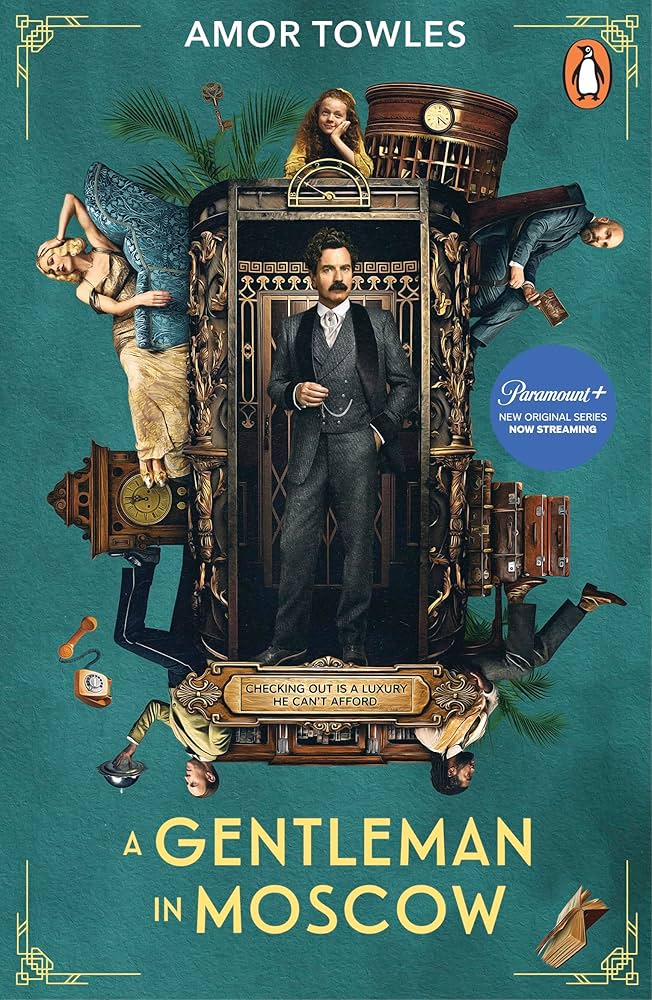 AMOR TOWLES
Paramount+
NEW ORIGINAL SERIES
NOW STREAMING
CHECKING OUT IS A LUXURY
HE CAN'T AFFORD
A GENTLEMAN
IN MOSCOW